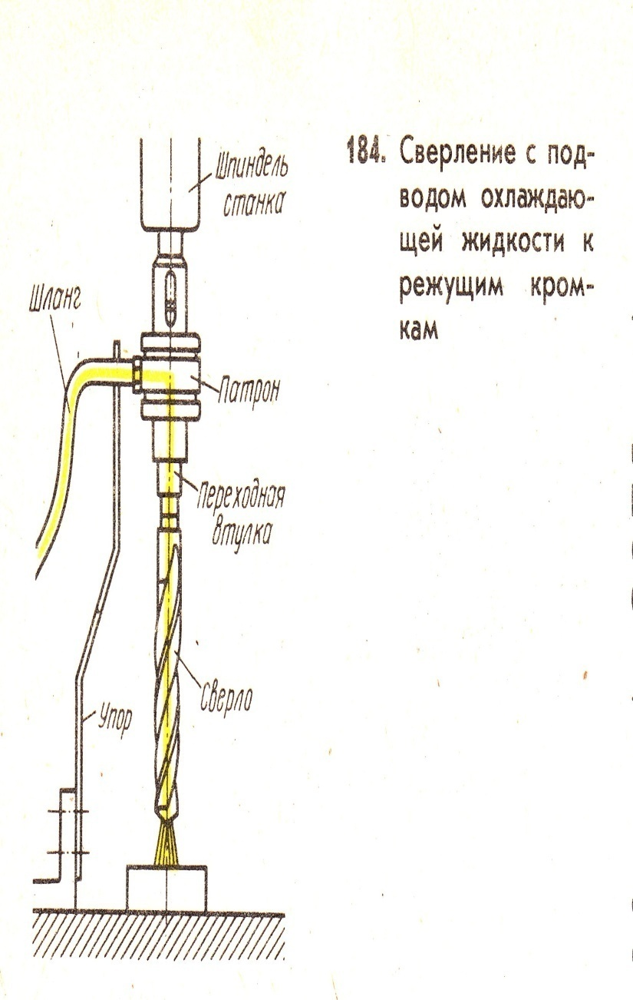 Шпиндель
станка
Шланг
Патрон
Переходная
втулка
Сверло
Упор
184. Сверление с под-
водом охлаждаю-
щей жидкости к
режущим кром-
кам